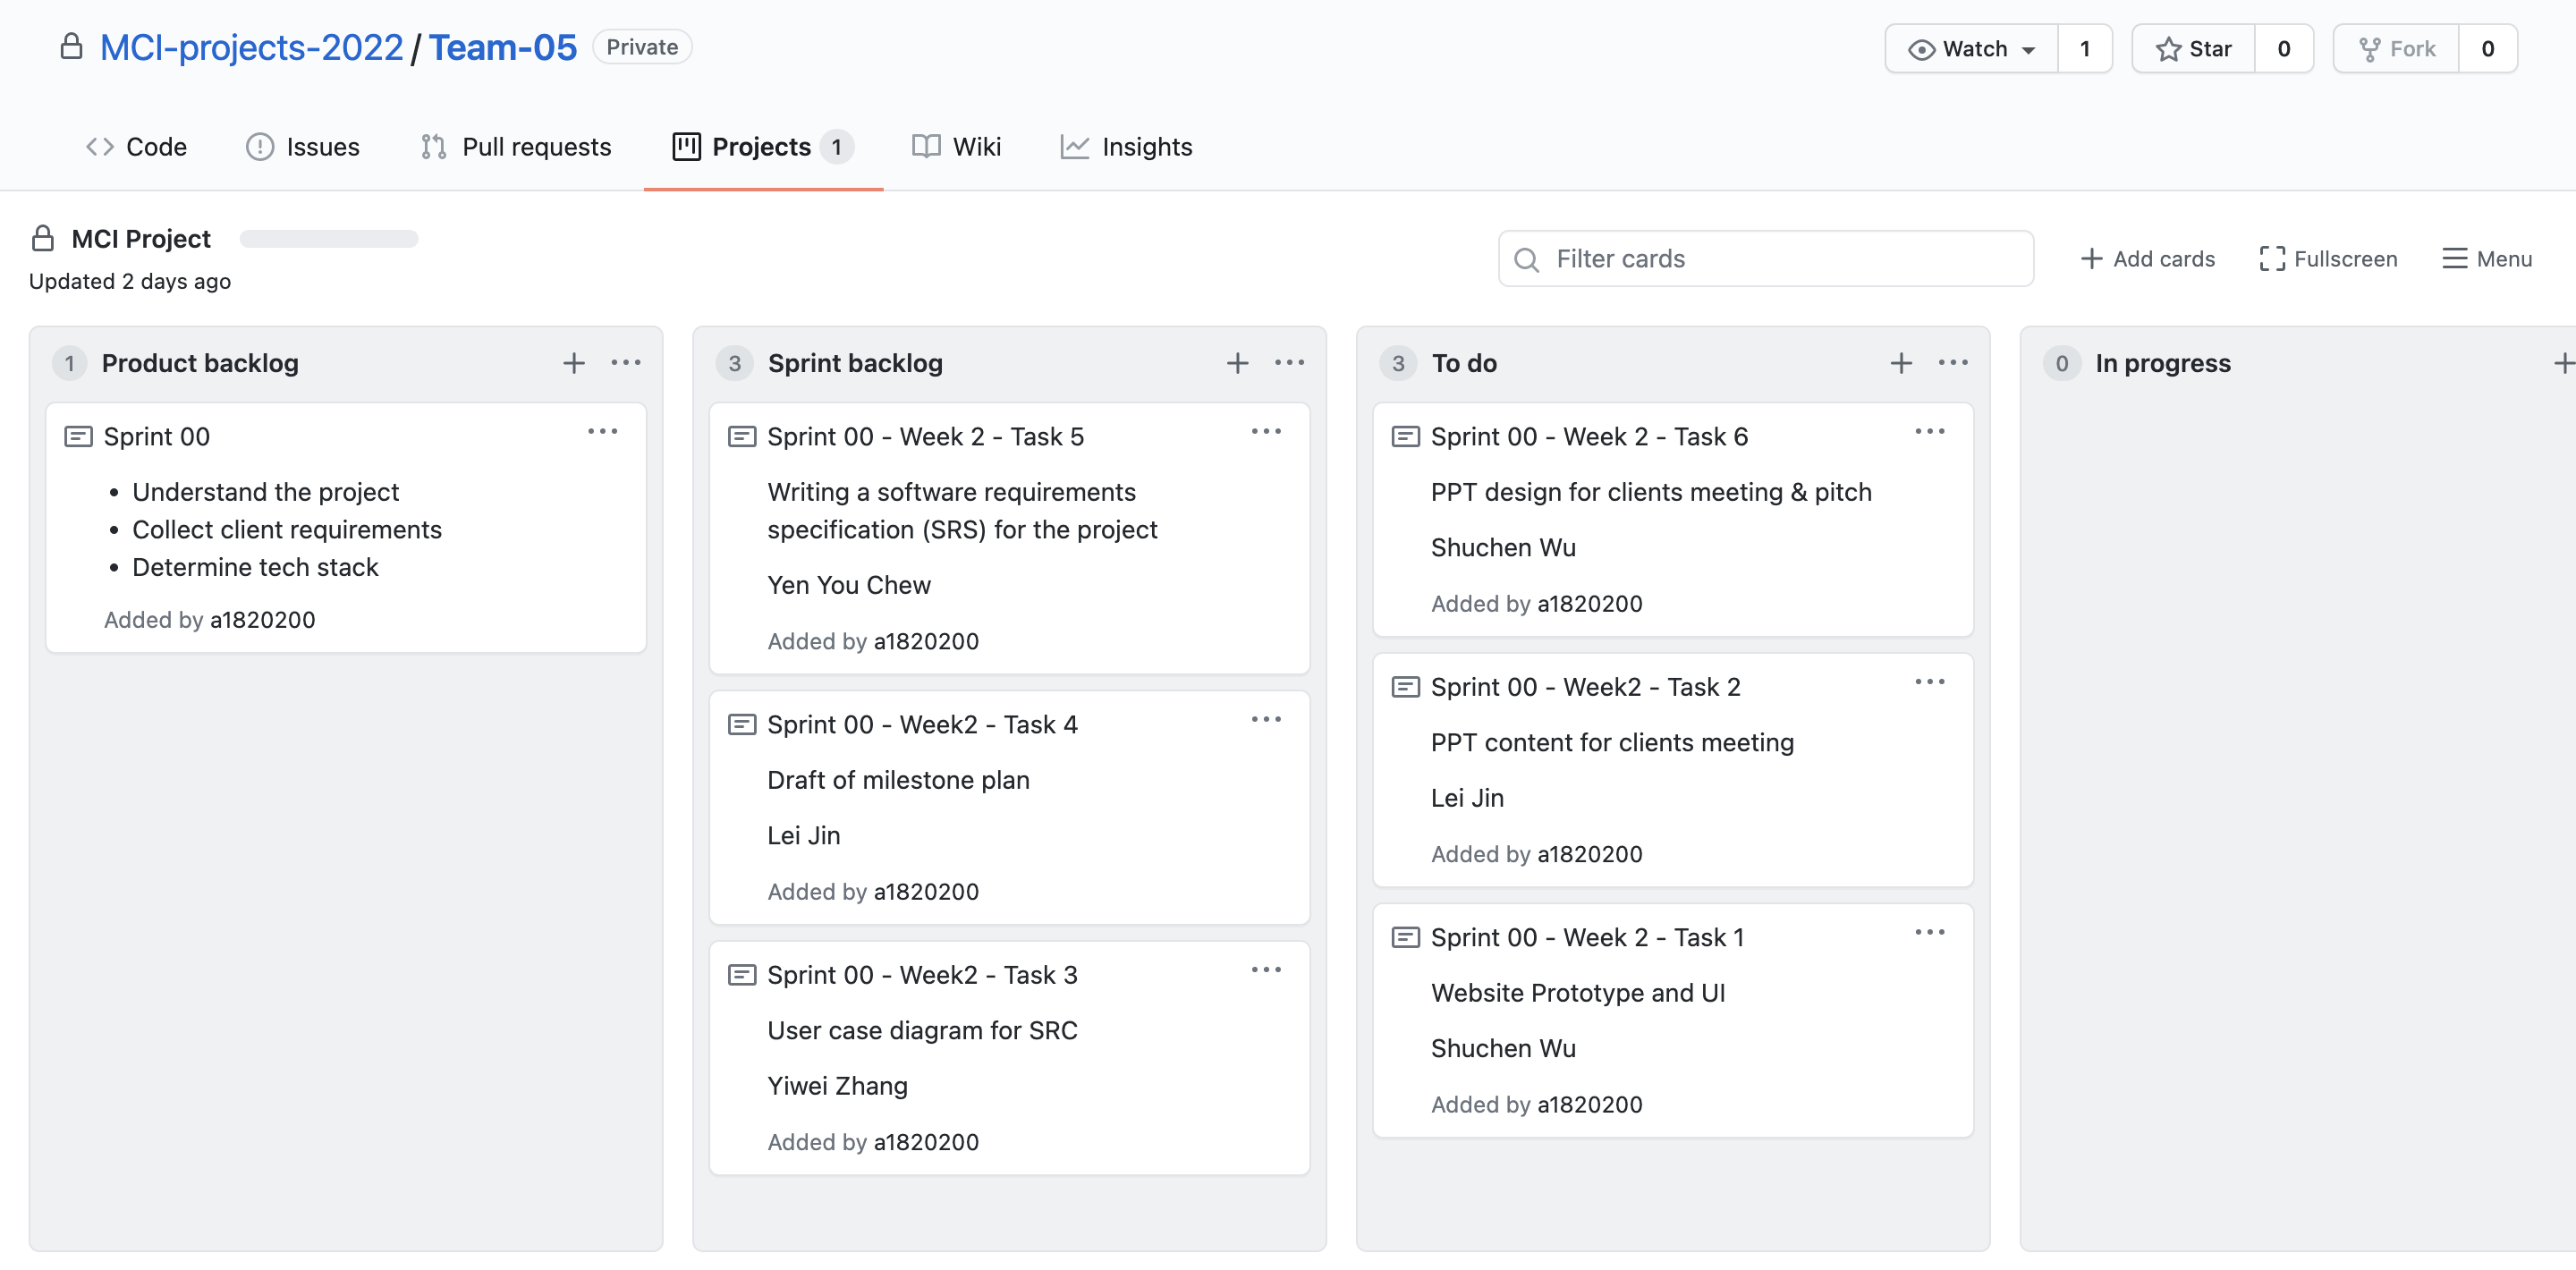 MCI-projects-2022 / Team-05 Private
Watch 1 Star 0 Fork 0
Code Issues Pull requests Projects 1 Wiki Insights
MCI Project
Updated 2 days ago
Filter cards
Add cards Fullscreen Menu
1 Product backlog
Sprint 00
• Understand the project
• Collect client requirements
• Determine tech stack
Added by a1820200
3 Sprint backlog
Sprint 00 - Week 2 - Task 5
Writing a software requirements
specification (SRS) for the project
Yen You Chew
Added by a1820200
Sprint 00 - Week2 - Task 4
Draft of milestone plan
Lei Jin
Added by a1820200
Sprint 00 - Week2 - Task 3
User case diagram for SRC
Yiwei Zhang
Added by a1820200
3 To do
Sprint 00 - Week 2 - Task 6
PPT design for clients meeting & pitch
Shuchen Wu
Added by a1820200
Sprint 00 - Week2 - Task 2
PPT content for clients meeting
Lei Jin
Added by a1820200
Sprint 00 - Week 2 - Task 1
Website Prototype and UI
Shuchen Wu
Added by a1820200
0 In progress